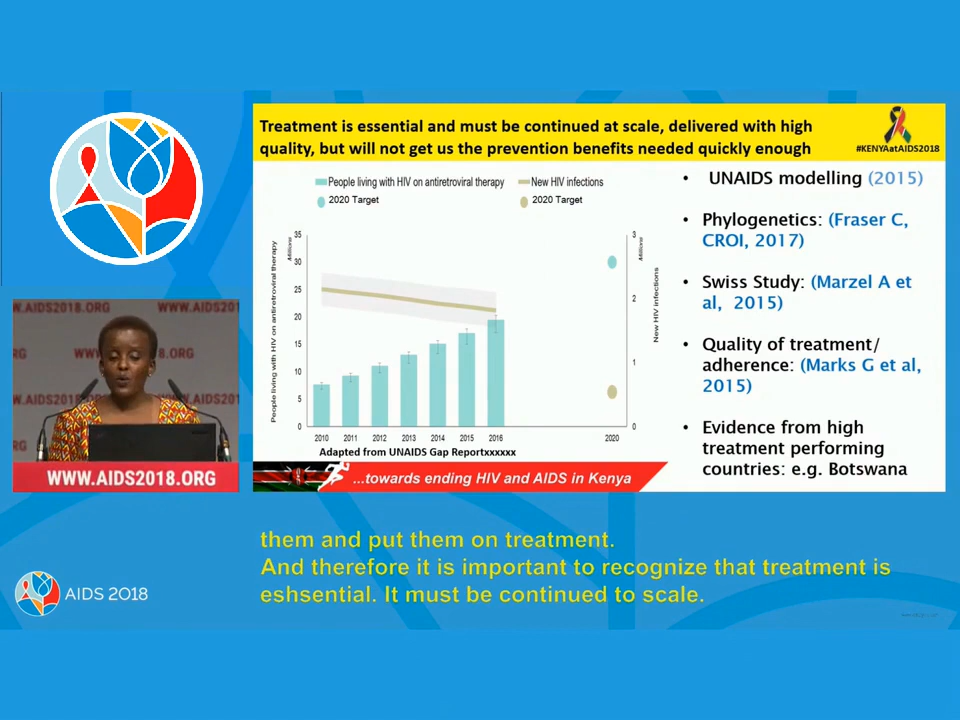 Treatment is essential and must be continued at scale, delivered with high
quality, but will not get us the prevention benefits needed quickly enough
#KENYAatAIDS2018
People living with HIV on antiretroviral therapy
New HIV infections
2020 Target
2020 Target
People living with HIV on antiretroviral therapy
Millions
35
30
25
20
15
10
5
0
3
2
1
0
Millions
New HIV infections
2010 2011 2012 2013 2014 2015 2016 2020
Adapted from UNAIDS Gap Reportxxxxxx
...towards ending HIV and AIDS in Kenya
• UNAIDS modelling (2015)
• Phylogenetics: (Fraser C,
CROI, 2017)
• Swiss Study: (Marzel A et
al, 2015)
• Quality of treatment/
adherence: (Marks G et al,
2015)
• Evidence from high
treatment performing
countries: e.g. Botswana
WWW.AIDS2018.ORG
WWW.AIDS2018
RG
WWW.
8.ORG
W.AIDS2018.ORG
WWW.AIDS2018.ORG
them and put them on treatment.
And therefore it is important to recognize that treatment is
eshsential. It must be continued to scale.
AIDS 2018